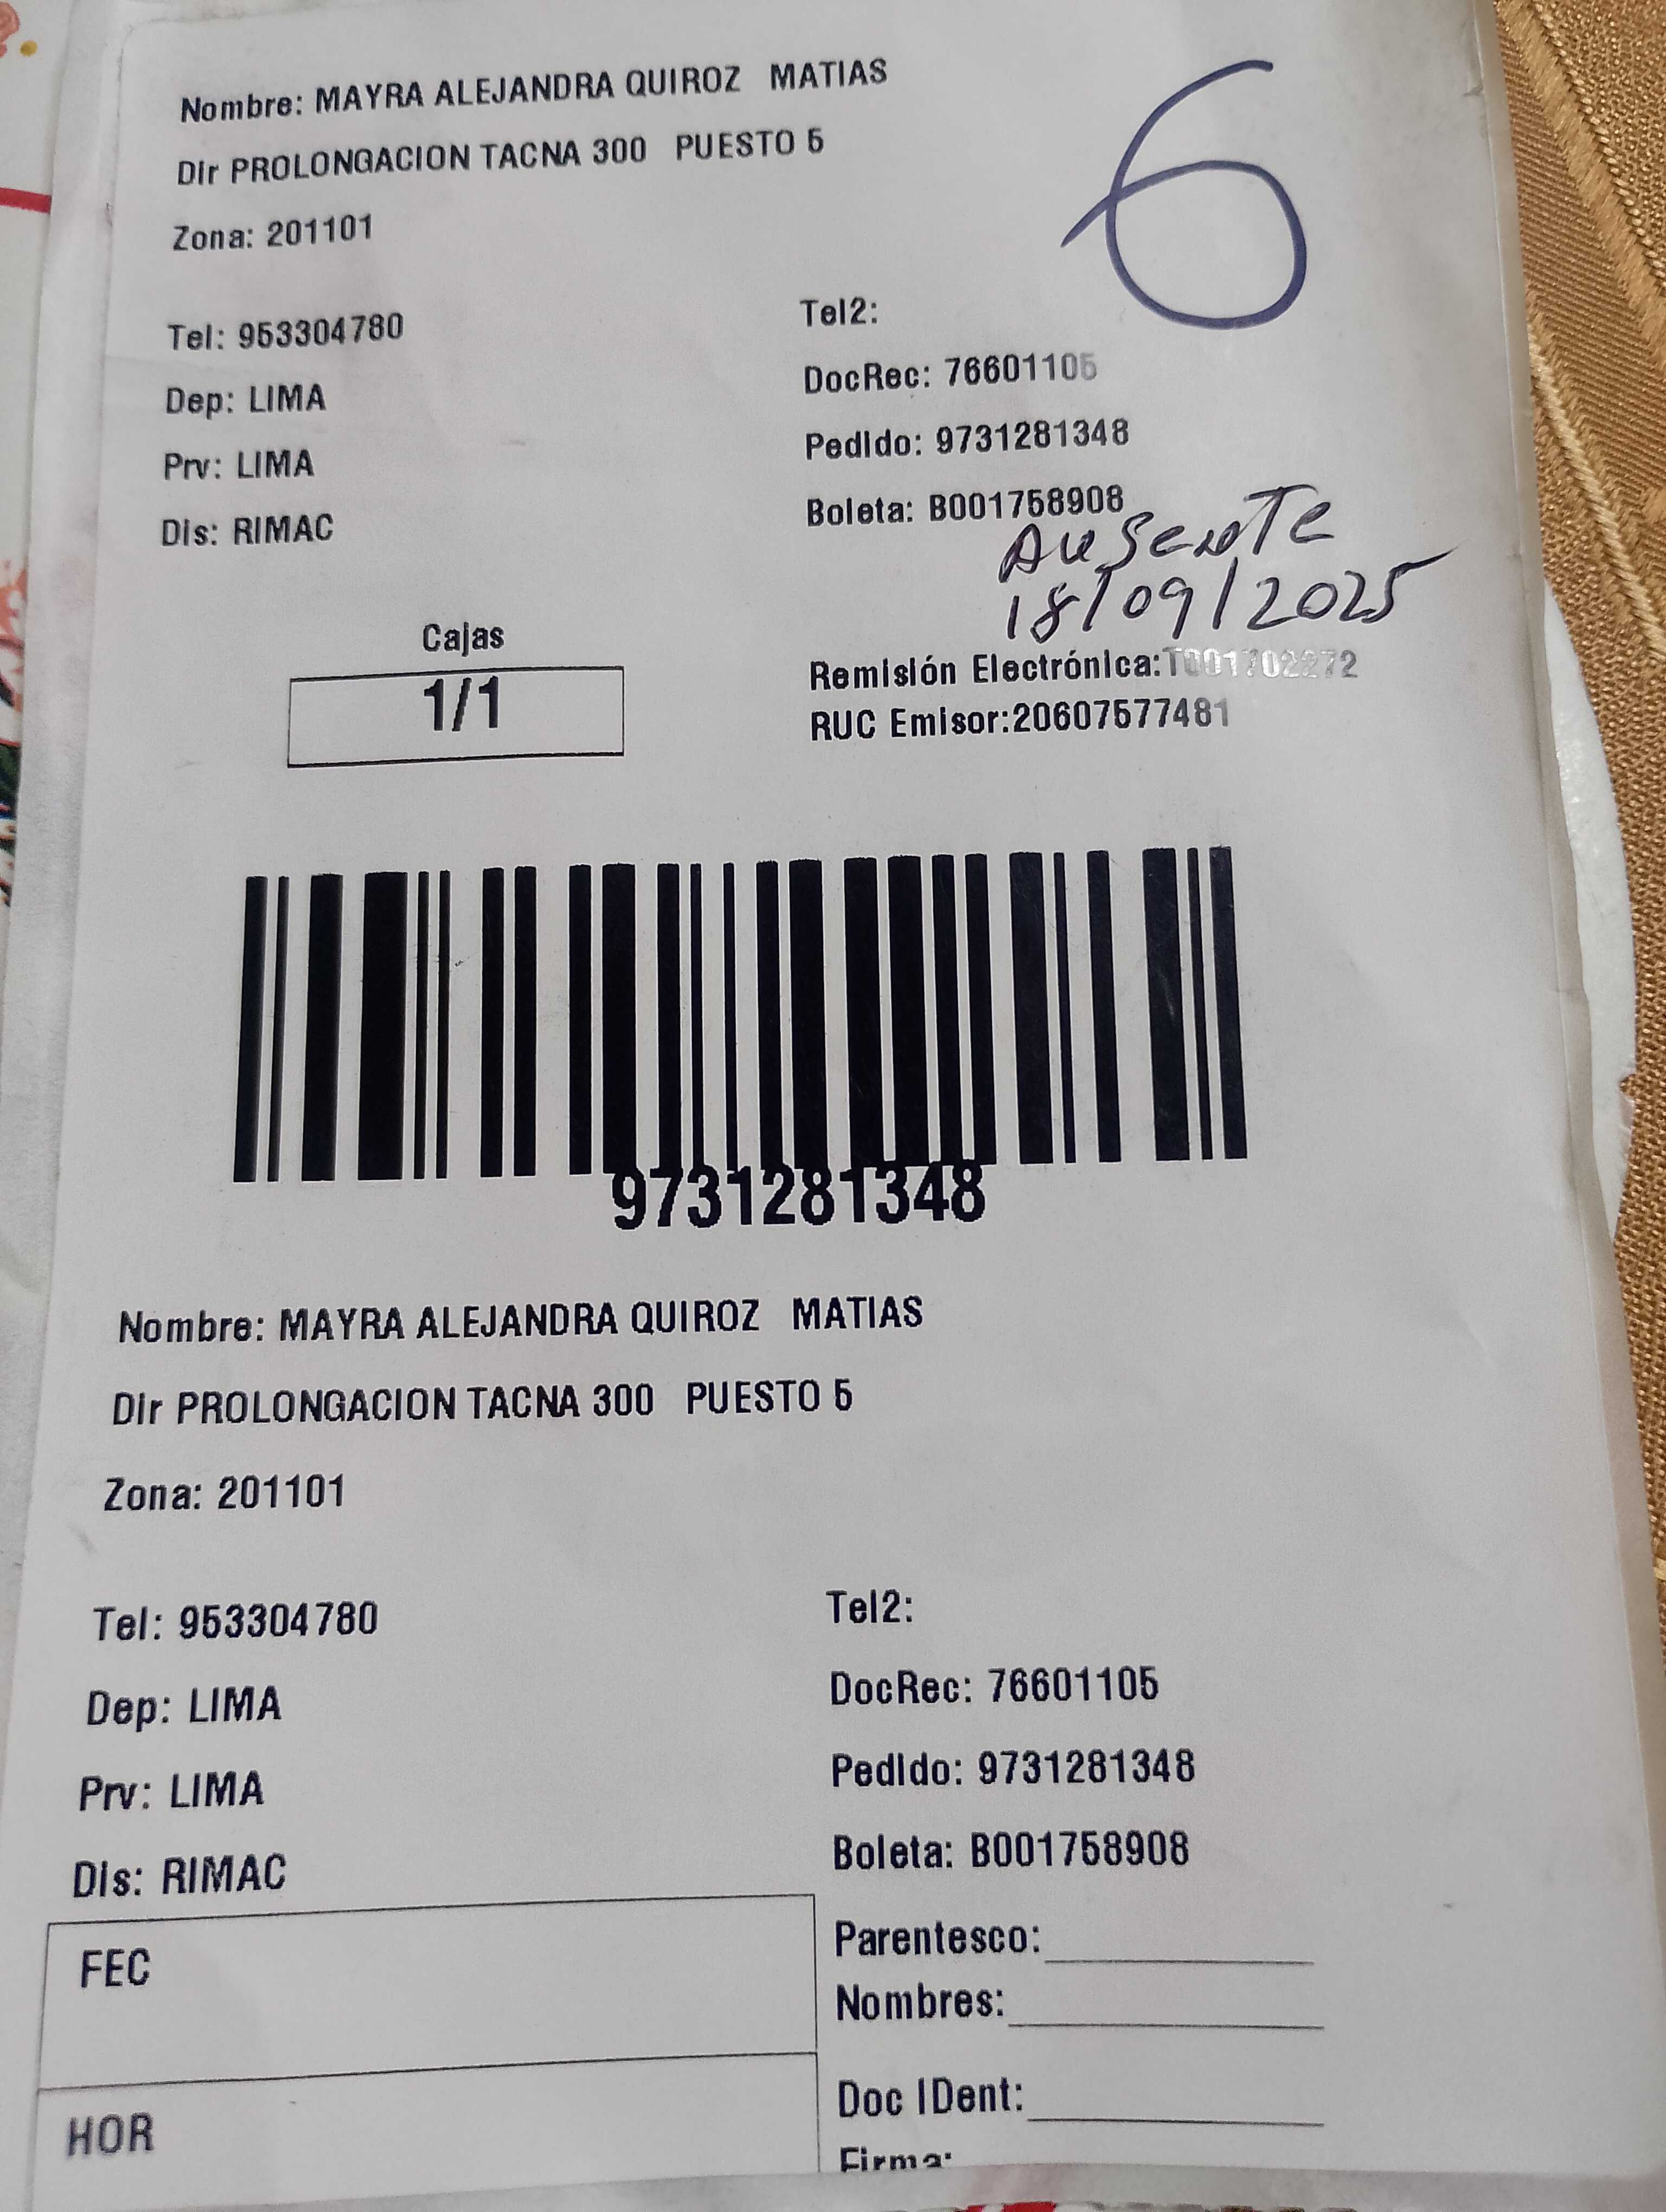 Nombre: MAYRA ALEJANDRA QUIROZ MATIAS
Dir PROLONGACION TACNA 300 PUESTO 5
Zona: 201101
6
Tel: 953304780
Tel2:
Dep: LIMA
DocRec: 76601105
Prv: LIMA
Pedido: 9731281348
Dis: RIMAC
Boleta: B001758908
Ausente
18/09/2025
Cajas
1/1
Remisión Electrónica:T001702272
RUC Emisor:20607577481
9731281348
Nombre: MAYRA ALEJANDRA QUIROZ MATIAS
Dir PROLONGACION TACNA 300 PUESTO 5
Zona: 201101
Tel: 953304780
Tel2:
Dep: LIMA
DocRec: 76601105
Prv: LIMA
Pedido: 9731281348
Dis: RIMAC
Boleta: B001758908
FEC
Parentesco:
Nombres:
HOR
Doc IDent:
Firma: